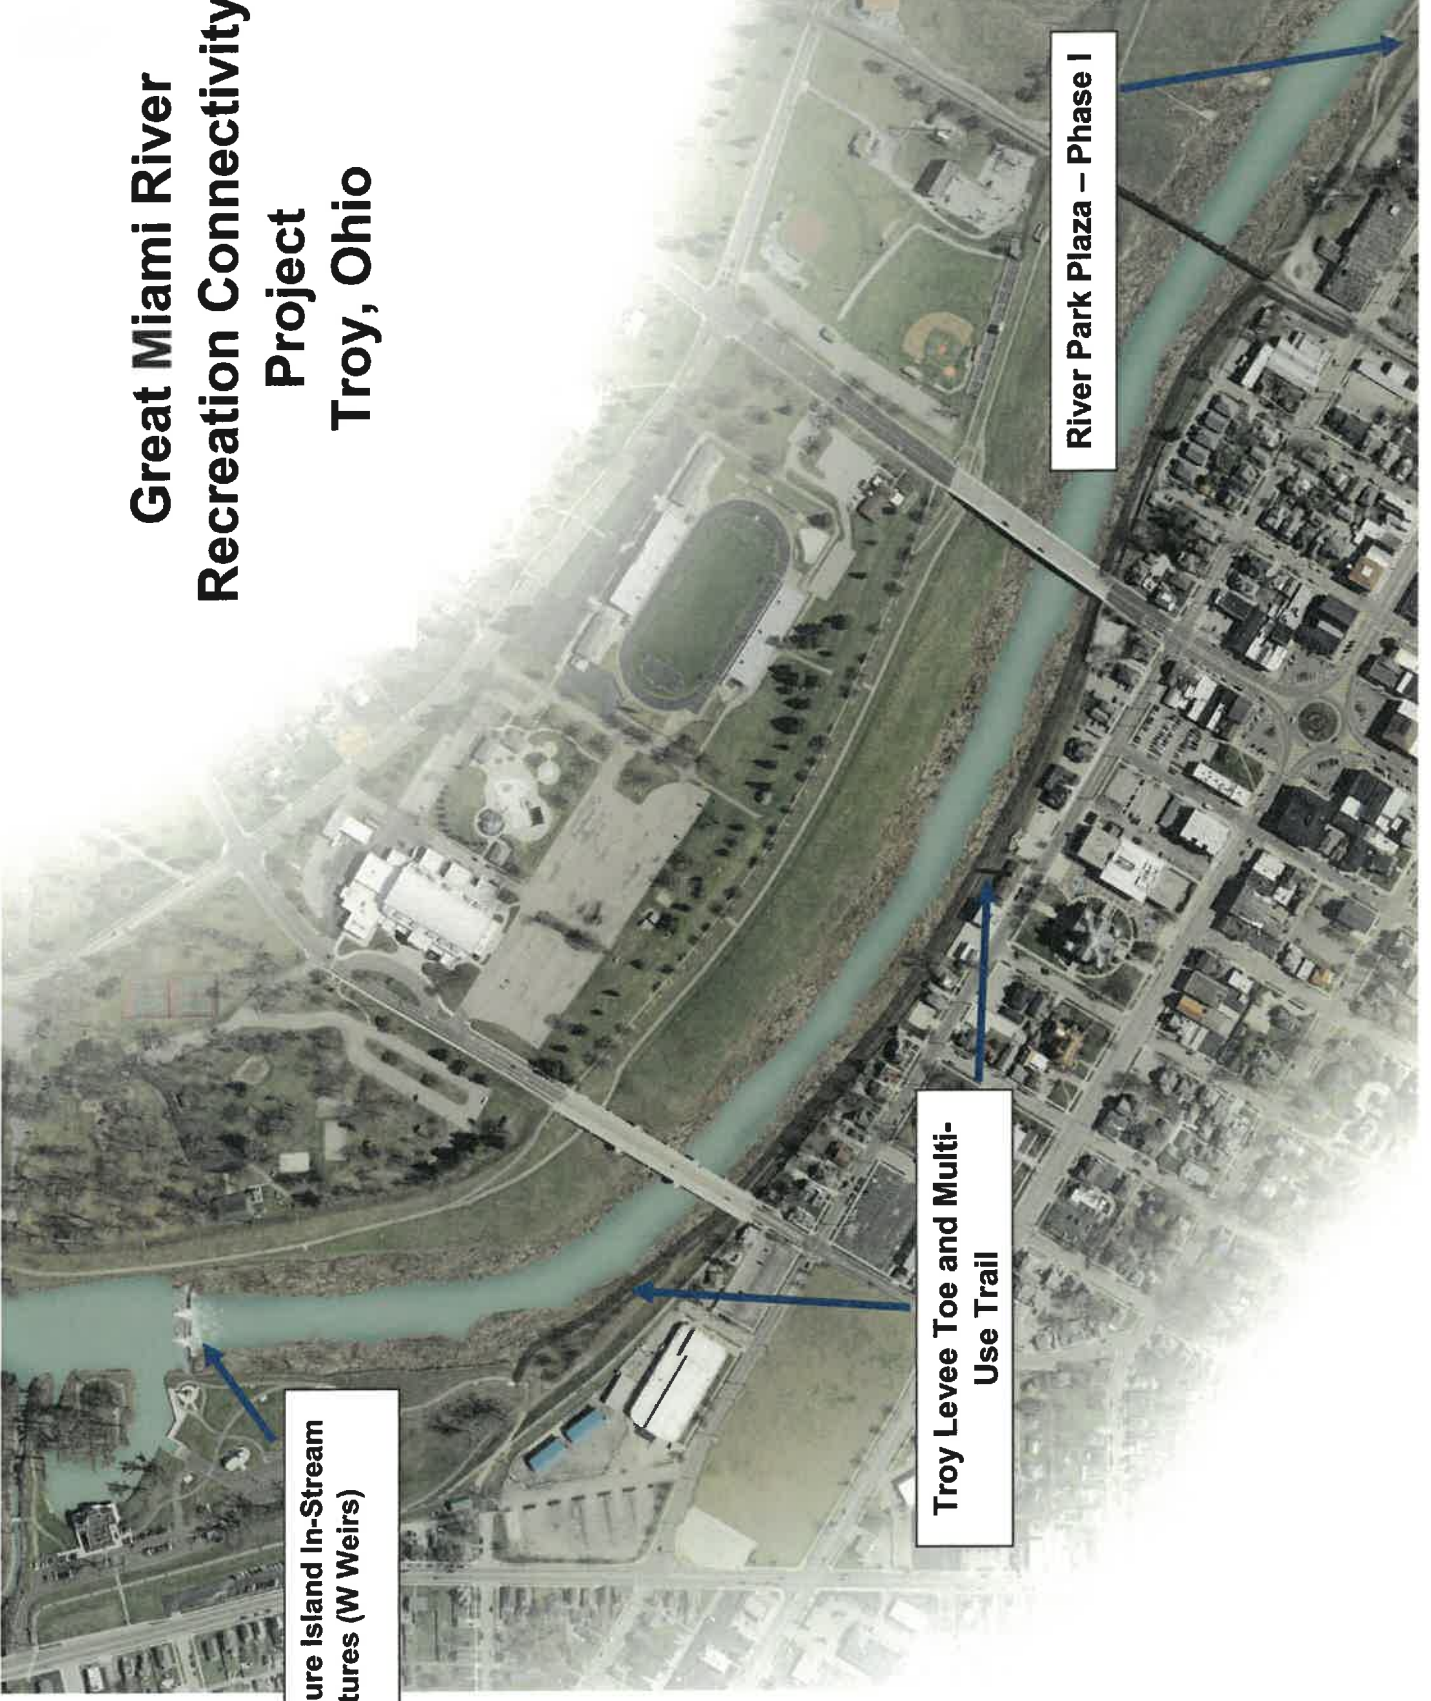 Great Miami River
Recreation Connectivity
Project
Troy, Ohio
ure Island In-Stream
tures (W Weirs)
Troy Levee Toe and Multi-
Use Trail
River Park Plaza – Phase I